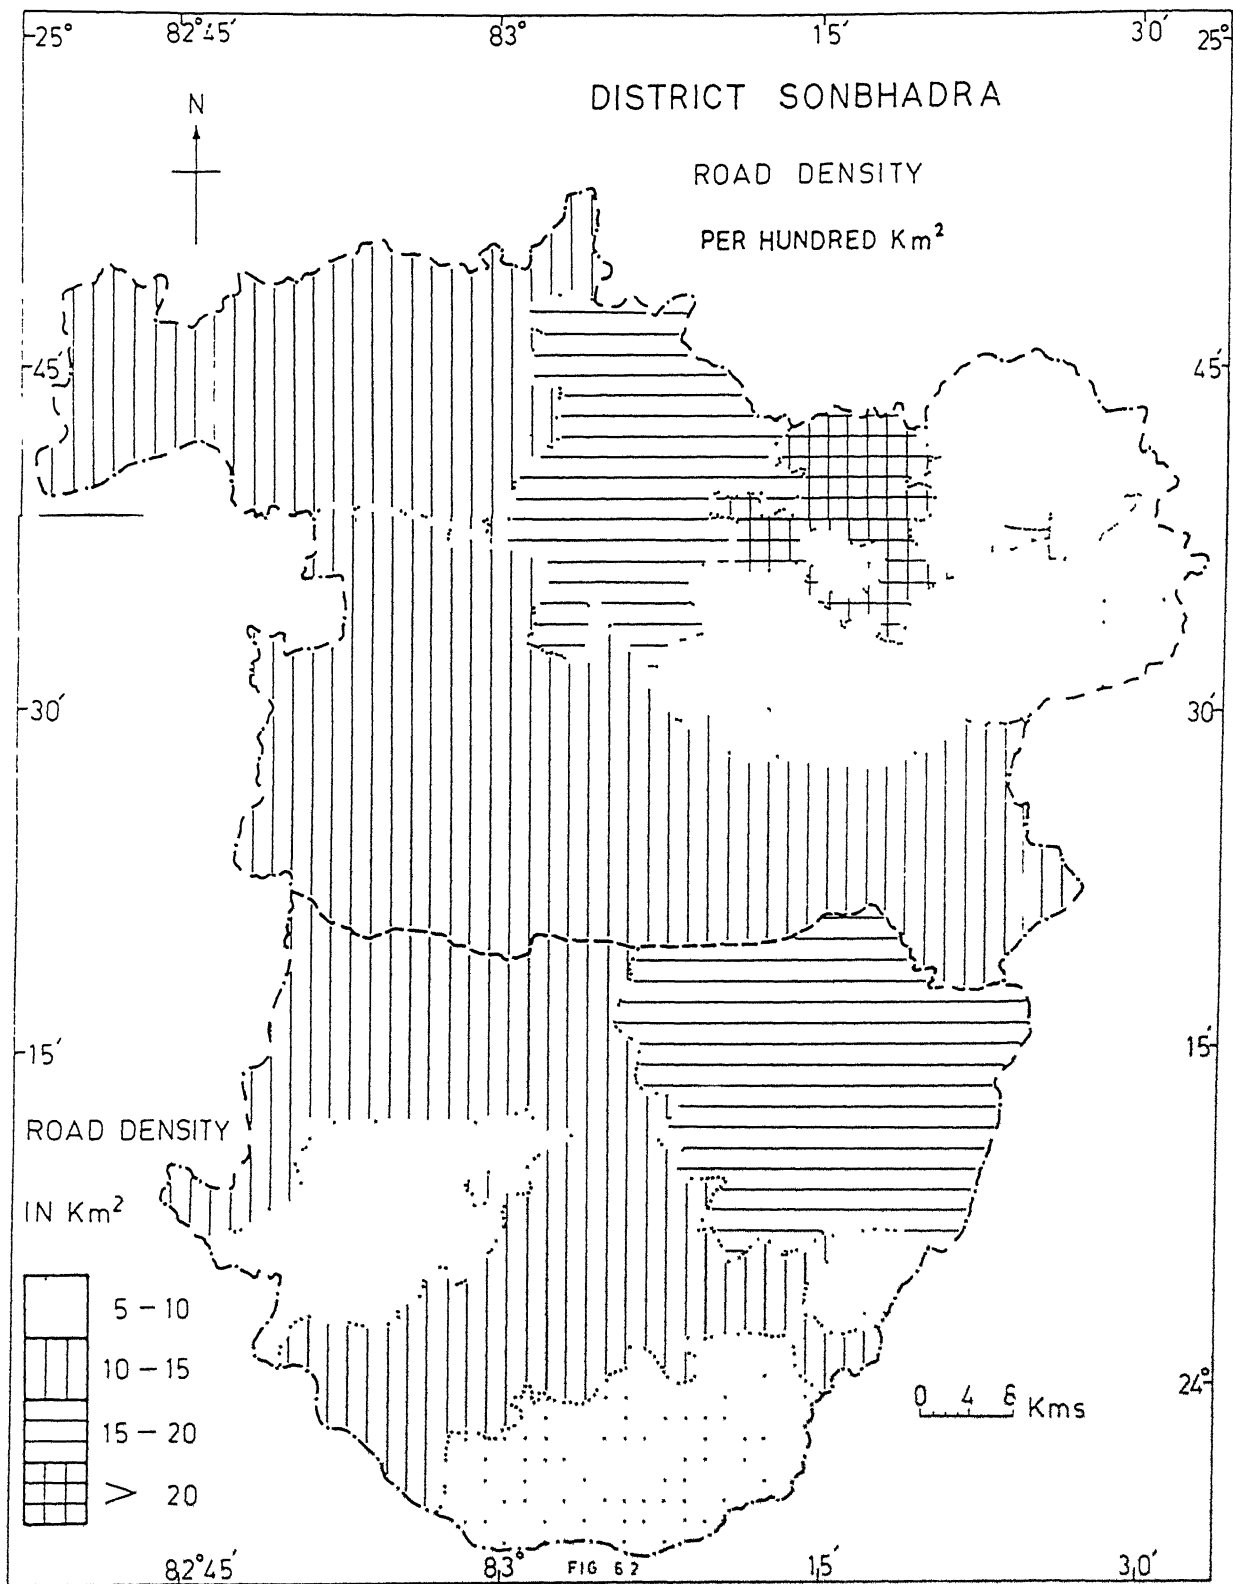 25° 82°45′ 83° 15′ 30′ 25°
N
DISTRICT SONBHADRA
ROAD DENSITY
PER HUNDRED Km²
45′ 45′
30′ 30′
15′ 15′
ROAD DENSITY
IN Km²
5 – 10
10 – 15
15 – 20
> 20
24°
0 4 8 Kms
82°45′ 83° FIG 6 2 15′ 30′